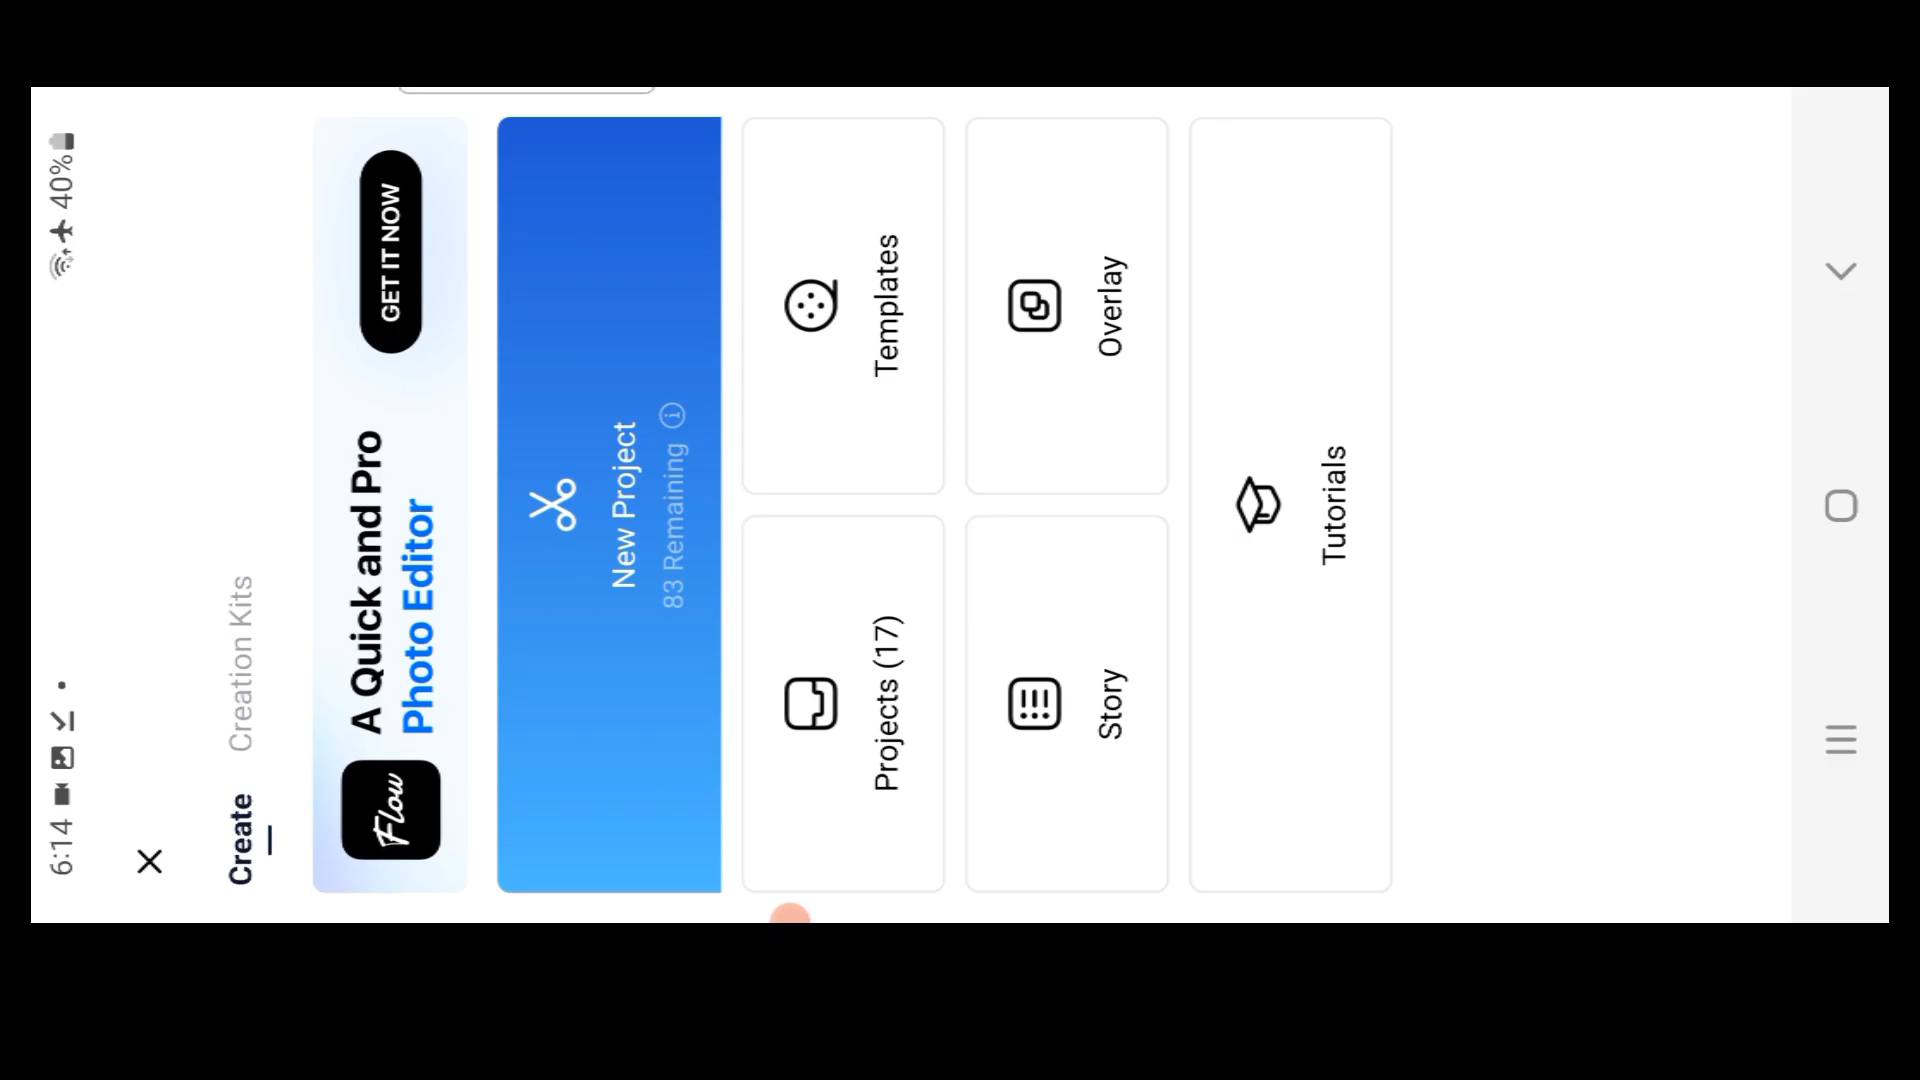 6:14
40%
Create
Creation Kits
Flow
A Quick and Pro
Photo Editor
GET IT NOW
New Project
83 Remaining
Projects (17)
Templates
Story
Overlay
Tutorials